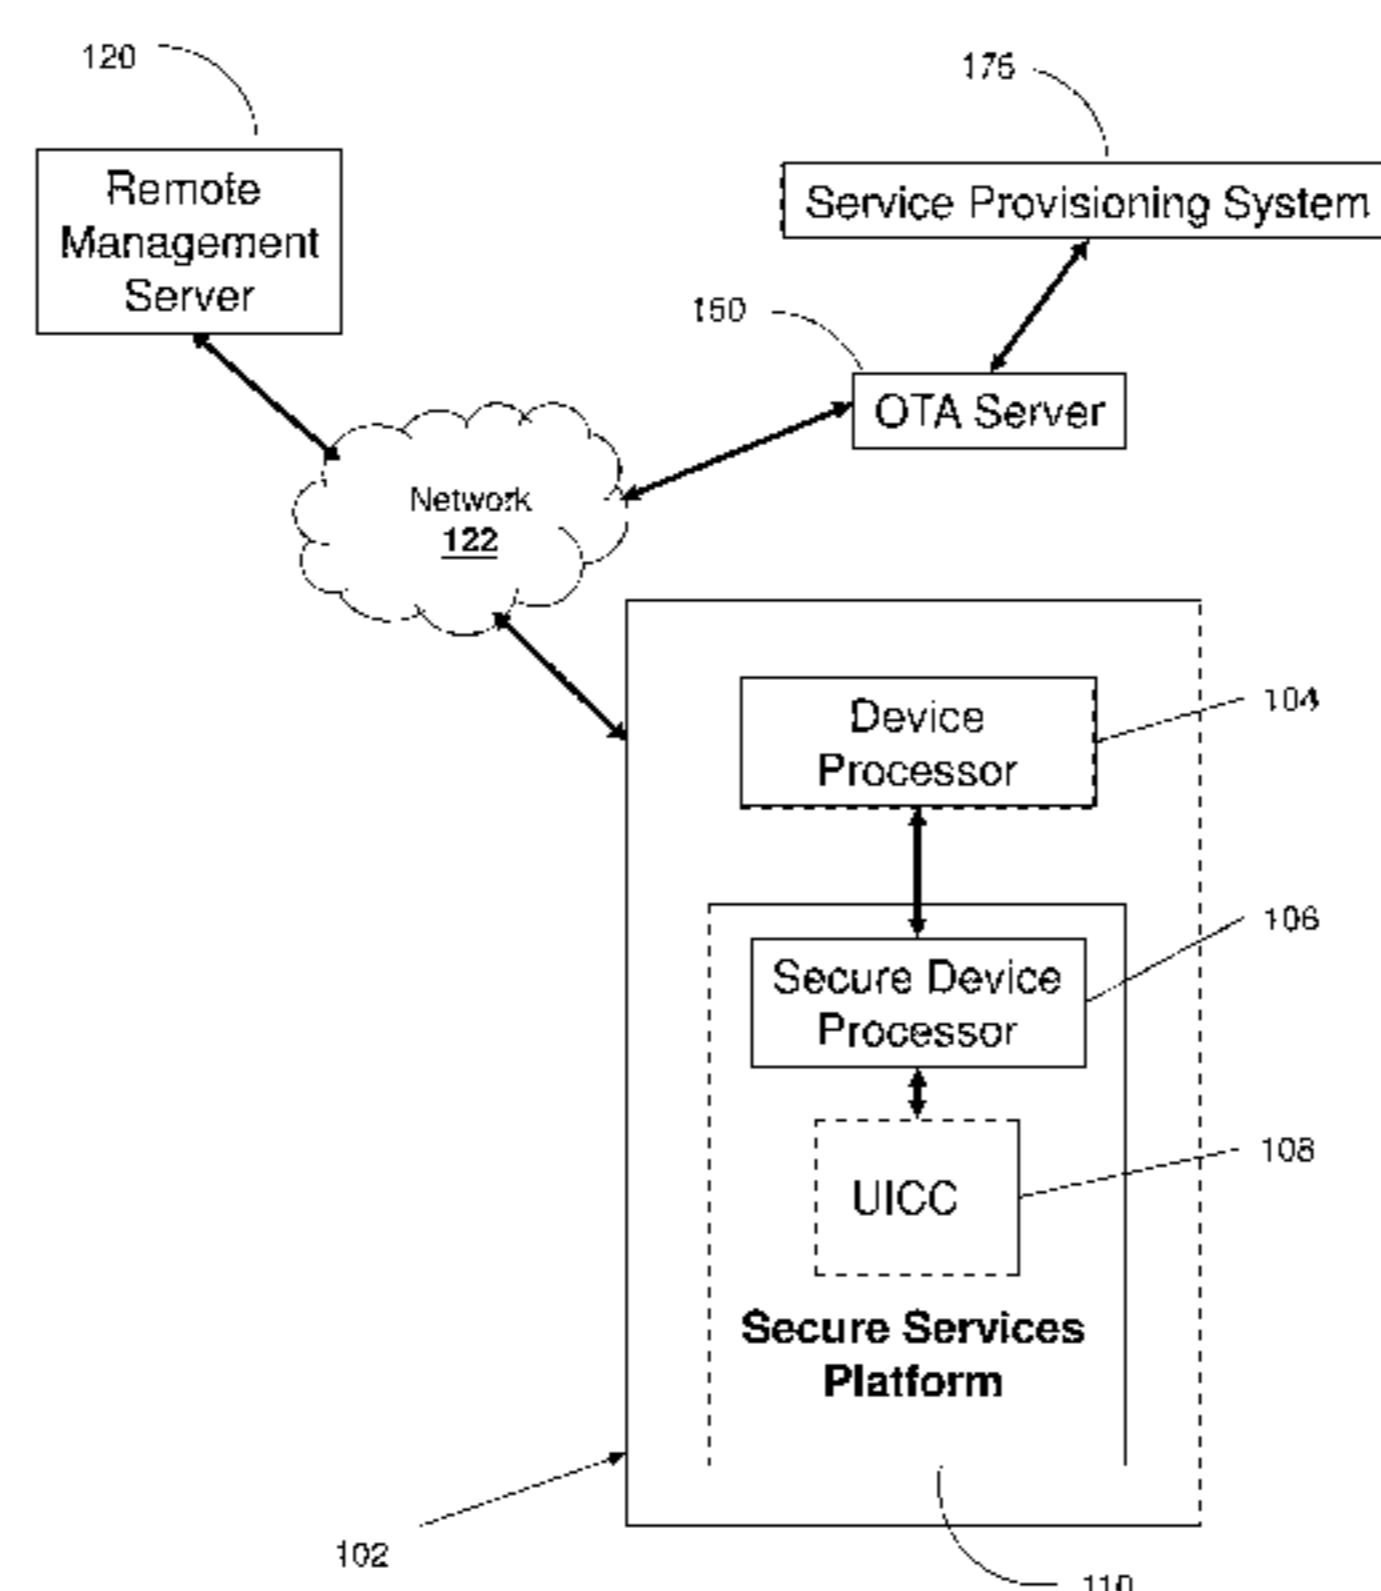 120
175
Remote
Management
Server
Service Provisioning System
150
OTA Server
Network
122
Device
Processor
104
106
Secure Device
Processor
108
UICC
Secure Services
Platform
102
110